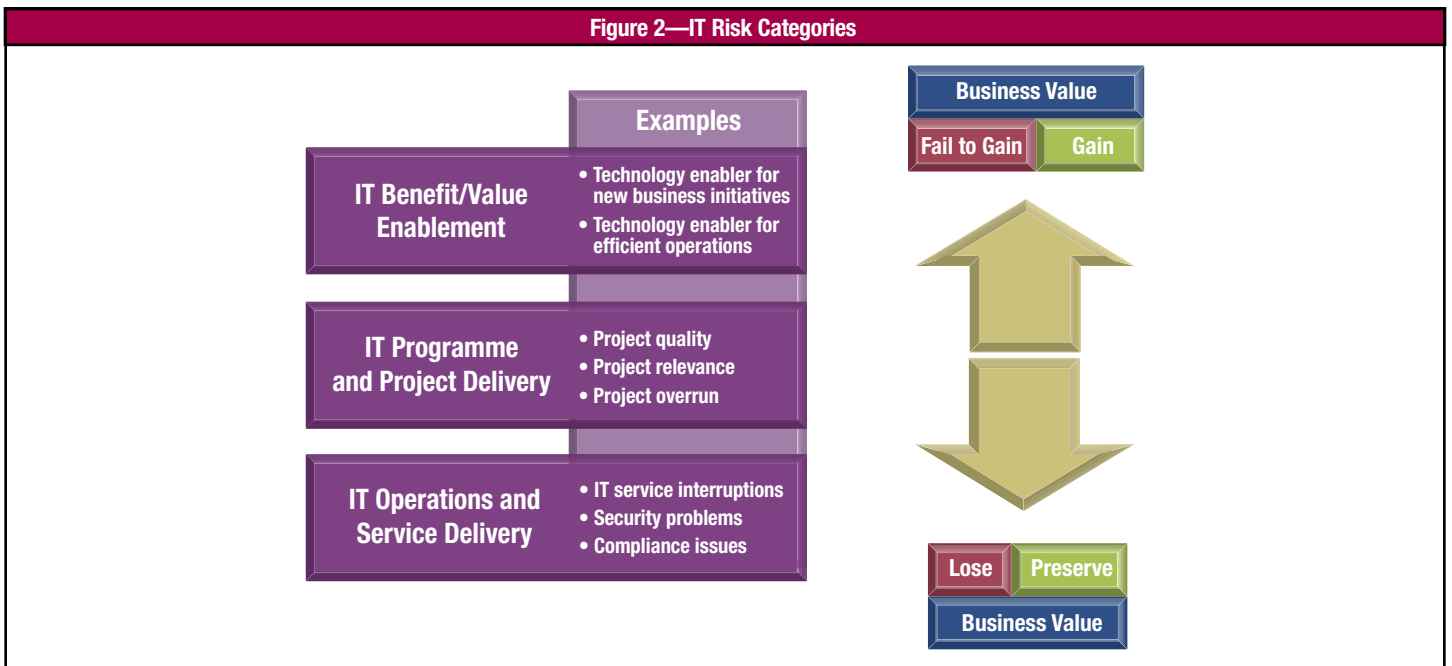 Figure 2—IT Risk Categories
Examples
IT Benefit/Value
Enablement
• Technology enabler for
new business initiatives
• Technology enabler for
efficient operations
IT Programme
and Project Delivery
• Project quality
• Project relevance
• Project overrun
IT Operations and
Service Delivery
• IT service interruptions
• Security problems
• Compliance issues
Business Value
Fail to Gain
Gain
Lose
Preserve
Business Value